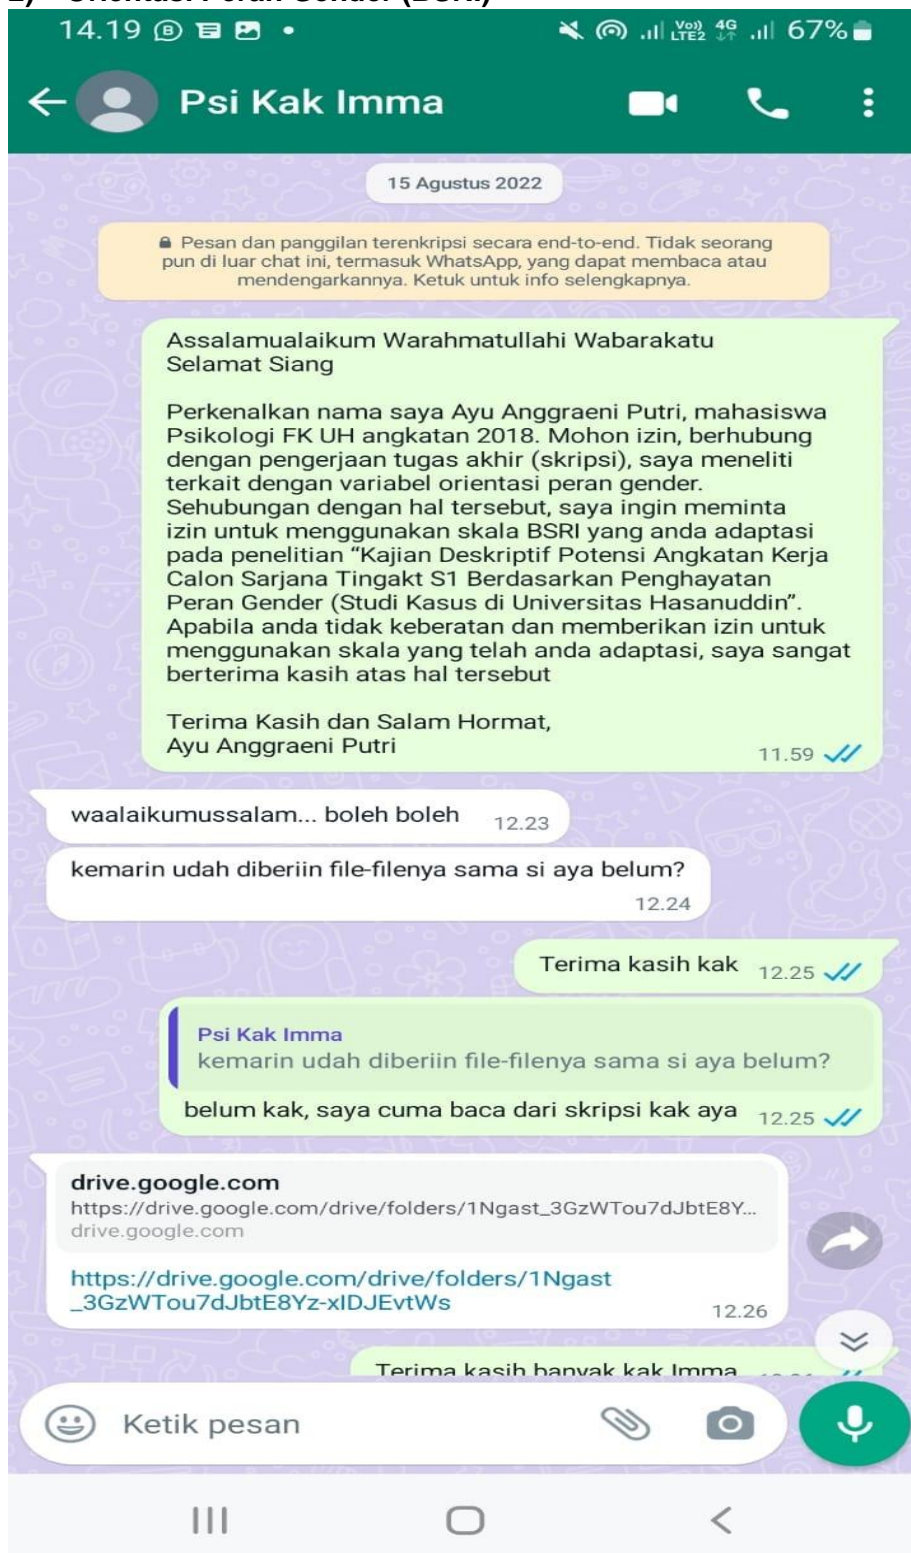 2) Orientasi Peran Gender (BSRI)
14.19
VoLTE2 4G 67%
Psi Kak Imma
15 Agustus 2022
Pesan dan panggilan terenkripsi secara end-to-end. Tidak seorang
pun di luar chat ini, termasuk WhatsApp, yang dapat membaca atau
mendengarkannya. Ketuk untuk info selengkapnya.
Assalamualaikum Warahmatullahi Wabarakatu
Selamat Siang
Perkenalkan nama saya Ayu Anggraeni Putri, mahasiswa
Psikologi FK UH angkatan 2018. Mohon izin, berhubung
dengan pengerjaan tugas akhir (skripsi), saya meneliti
terkait dengan variabel orientasi peran gender.
Sehubungan dengan hal tersebut, saya ingin meminta
izin untuk menggunakan skala BSRI yang anda adaptasi
pada penelitian “Kajian Deskriptif Potensi Angkatan Kerja
Calon Sarjana Tingakt S1 Berdasarkan Penghayatan
Peran Gender (Studi Kasus di Universitas Hasanuddin”.
Apabila anda tidak keberatan dan memberikan izin untuk
menggunakan skala yang telah anda adaptasi, saya sangat
berterima kasih atas hal tersebut
Terima Kasih dan Salam Hormat,
Ayu Anggraeni Putri
11.59
waalaikumussalam... boleh boleh 12.23
kemarin udah diberiin file-filenya sama si aya belum?
12.24
Terima kasih kak 12.25
Psi Kak Imma
kemarin udah diberiin file-filenya sama si aya belum?
belum kak, saya cuma baca dari skripsi kak aya 12.25
drive.google.com
https://drive.google.com/drive/folders/1Ngast_3GzWTou7dJbtE8Y...
drive.google.com
https://drive.google.com/drive/folders/1Ngast
_3GzWTou7dJbtE8Yz-xIDJEvtWs
12.26
Terima kasih banyak kak Imma
Ketik pesan